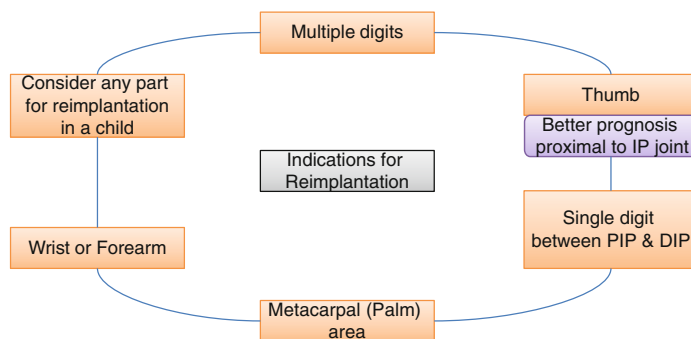 Multiple digits
Thumb
Better prognosis
proximal to IP joint
Single digit
between PIP & DIP
Metacarpal (Palm)
area
Wrist or Forearm
Consider any part
for reimplantation
in a child
Indications for
Reimplantation